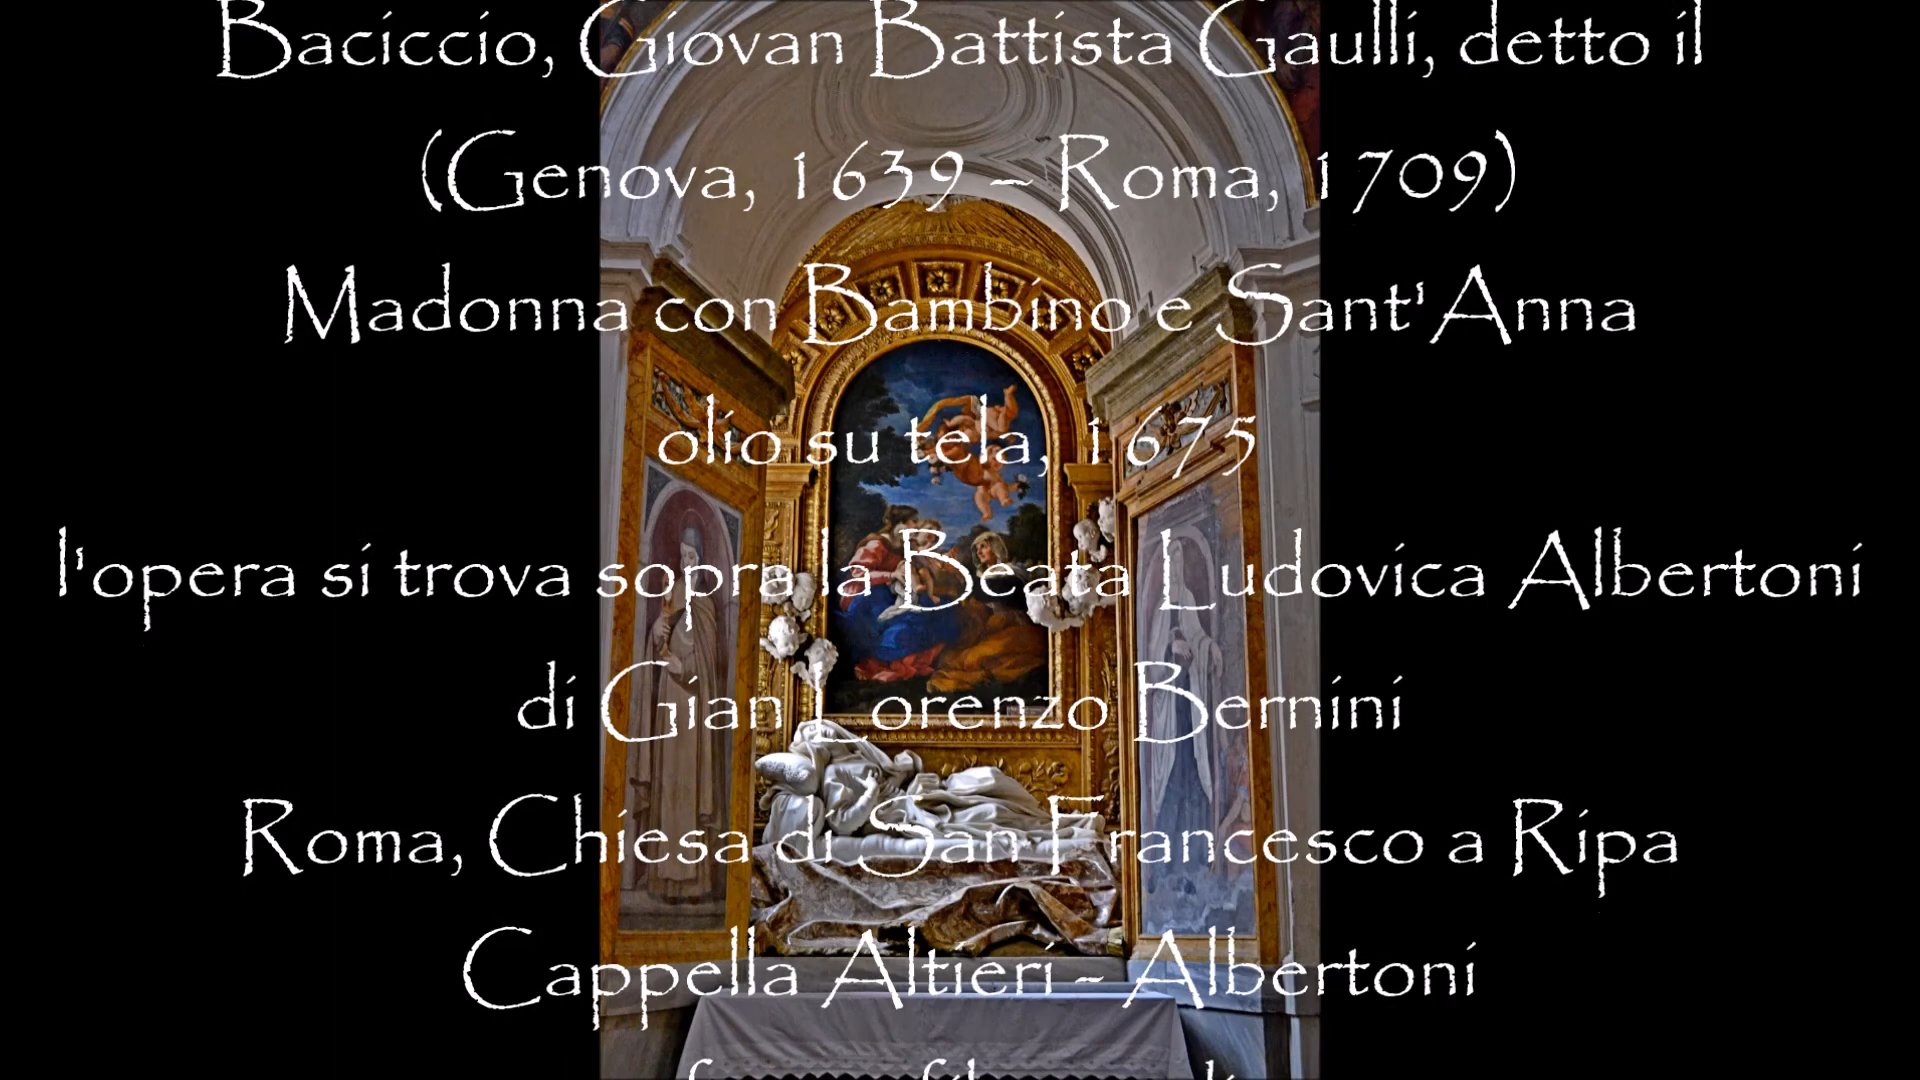 Baciccio, Giovan Battista Gaulli, detto il
(Genova, 1639 – Roma, 1709)
Madonna con Bambino e Sant'Anna
olio su tela, 1675
l'opera si trova sopra la Beata Ludovica Albertoni
di Gian Lorenzo Bernini
Roma, Chiesa di San Francesco a Ripa
Cappella Altieri - Albertoni